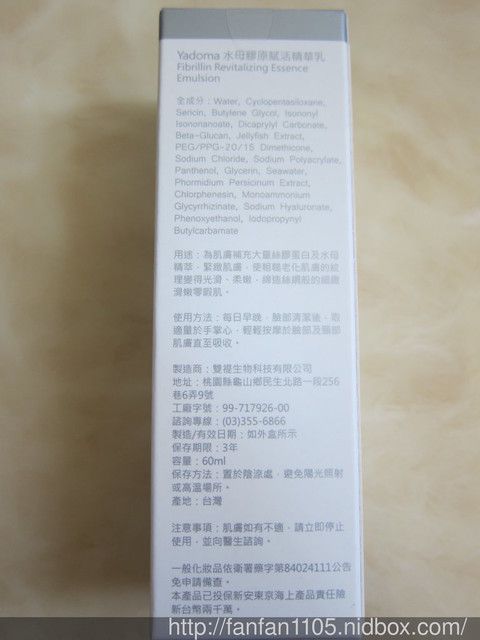 Yadoma 水母膠原賦活精華乳
Fibrillin Revitalizing Essence
Emulsion
全成分：Water, Cyclopentasiloxane,
Sericin, Butylene Glycol, Isononyl
Isononanoate, Dicaprylyl Carbonate,
Beta-Glucan, Jellyfish Extract,
PEG/PPG-20/15 Dimethicone,
Sodium Chloride, Sodium Polyacrylate,
Panthenol, Glycerin, Seawater,
Phormidium Persicinum Extract,
Chlorphenesin, Monoammonium
Glycyrrhizinate, Sodium Hyaluronate,
Phenoxyethanol, Iodopropynyl
Butylcarbamate
用途：為肌膚補充大量絲膠蛋白及水母
精萃，緊緻肌膚，使粗糙老化肌膚的紋
理變得光滑、柔嫩，締造絲綢般的細緻
滑嫩零瑕肌。
使用方法：每日早晚，臉部清潔後，取
適量於手掌心，輕輕按摩於臉部及頸部
肌膚直至吸收。
製造商：雙視生物科技有限公司
地址：桃園縣龜山鄉民生北路一段256
巷6弄9號
工廠字號：99-717926-00
諮詢專線：(03)355-6866
製造/有效日期：如外盒所示
保存期限：3年
容量：60ml
保存方法：置於陰涼處，避免陽光照射
或高溫場所。
產地：台灣
注意事項：肌膚如有不適，請立即停止
使用，並向醫生諮詢。
一般化妝品依衛署藥字第84024111公告
免申請備查。
本產品已投保新安東京海上產品責任險
新台幣兩千萬。
http://fanfan1105.nidbox.com/